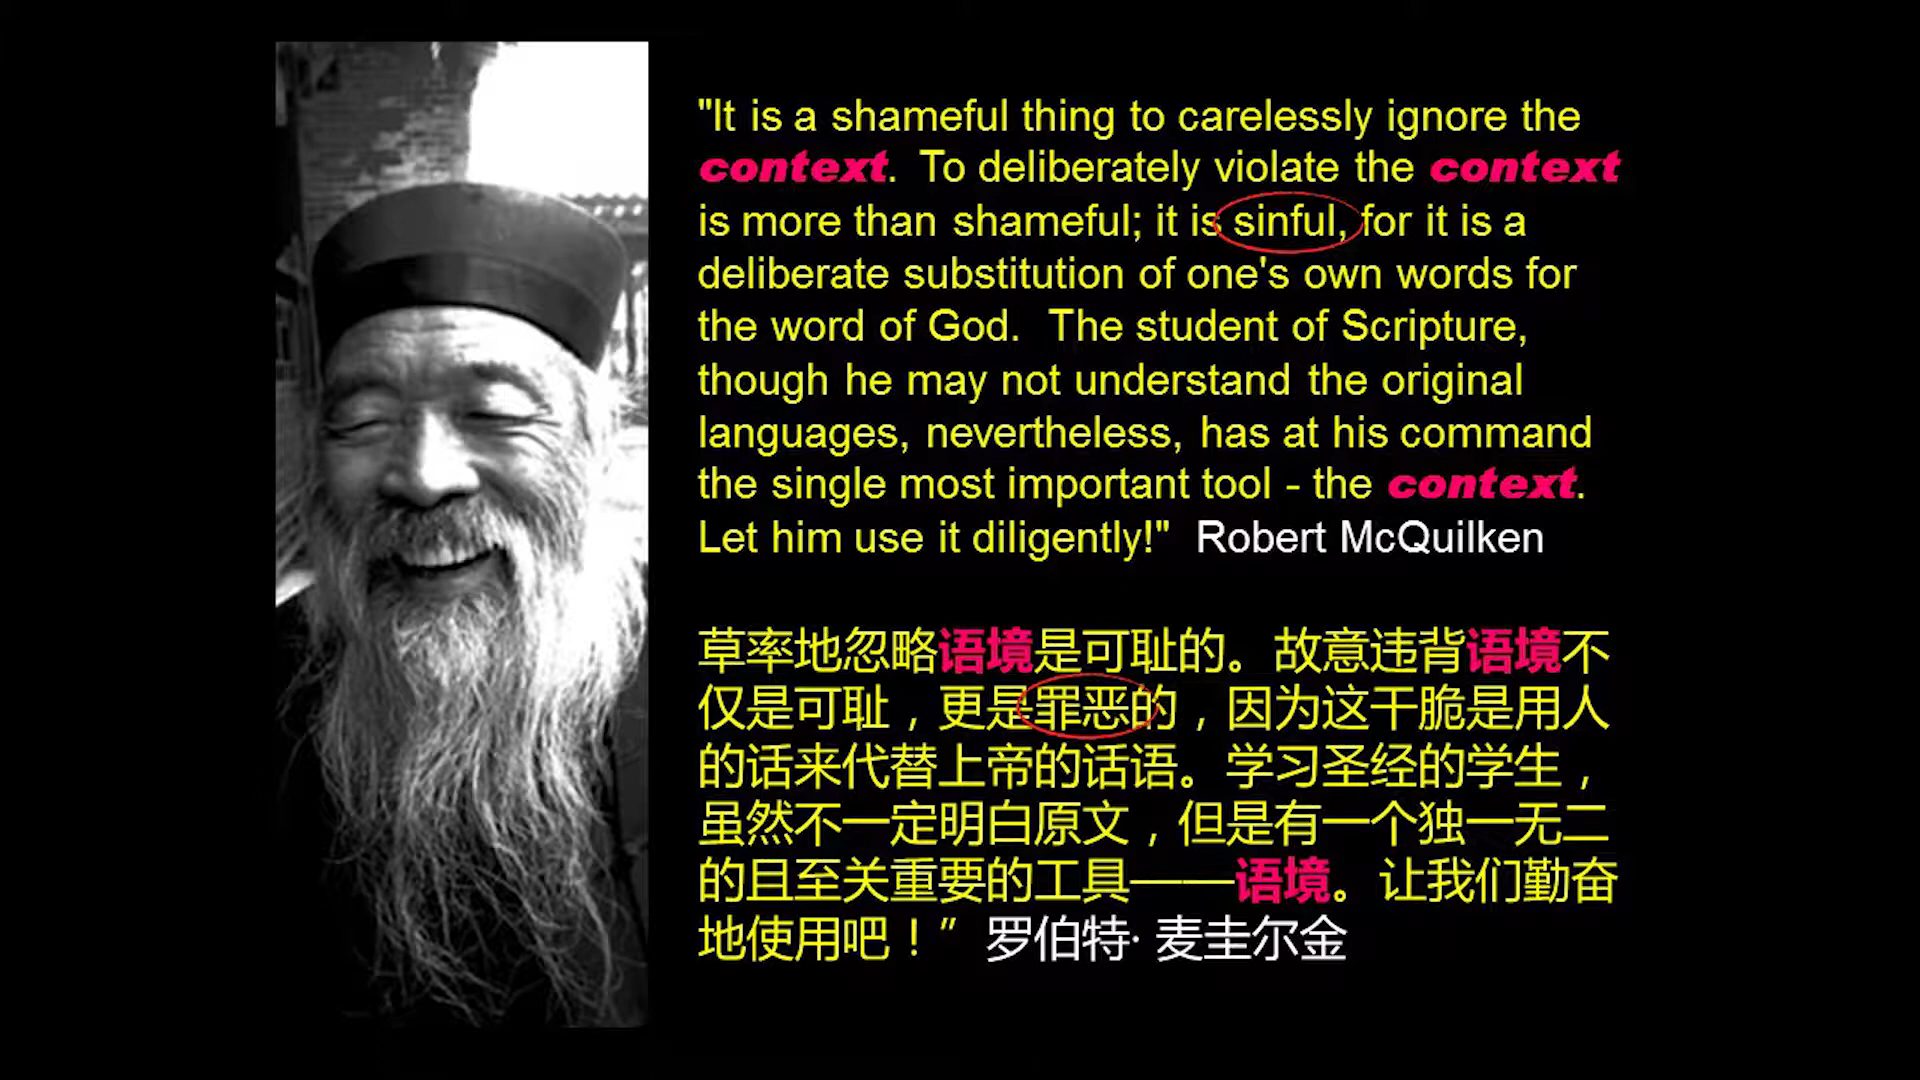 "It is a shameful thing to carelessly ignore the
context. To deliberately violate the context
is more than shameful; it is sinful, for it is a
deliberate substitution of one's own words for
the word of God. The student of Scripture,
though he may not understand the original
languages, nevertheless, has at his command
the single most important tool - the context.
Let him use it diligently!" Robert McQuilken
草率地忽略语境是可耻的。故意违背语境不
仅是可耻，更是罪恶的，因为这干脆是用人
的话来代替上帝的话语。学习圣经的学生，
虽然不一定明白原文，但是有一个独一无二
的且至关重要的工具——语境。让我们勤奋
地使用吧！” 罗伯特· 麦圭尔金